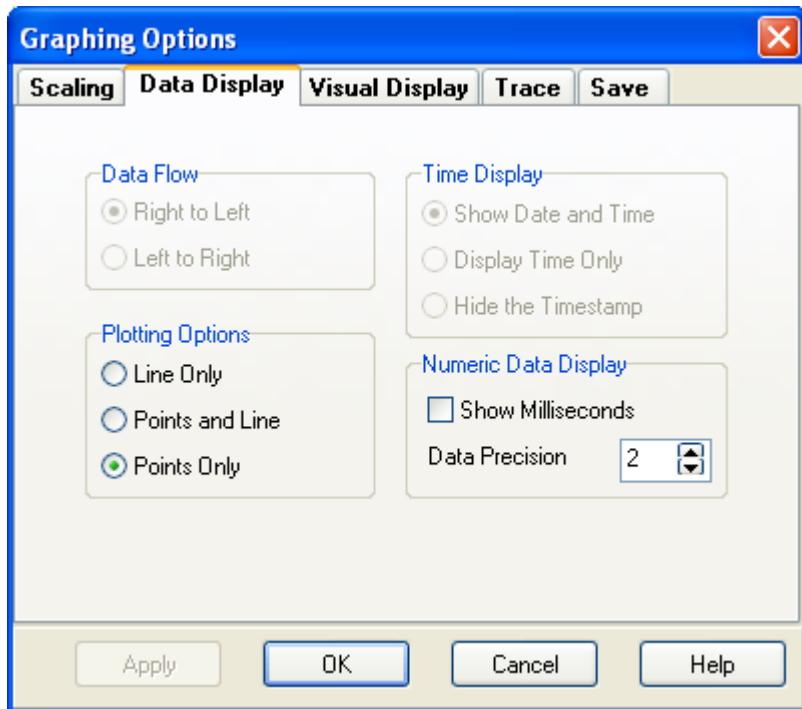 Graphing Options
Scaling Data Display Visual Display Trace Save
Data Flow
Right to Left
Left to Right
Time Display
Show Date and Time
Display Time Only
Hide the Timestamp
Plotting Options
Line Only
Points and Line
Points Only
Numeric Data Display
Show Milliseconds
Data Precision 2
Apply OK Cancel Help